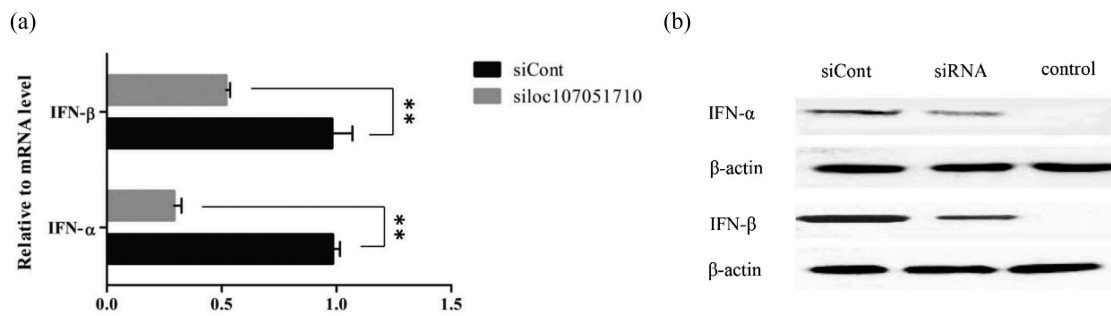 (a)
Relative to mRNA level
IFN-β
IFN-α
**
**
0.0 0.5 1.0 1.5
siCont
siloc107051710
(b)
siCont siRNA control
IFN-α
β-actin
IFN-β
β-actin